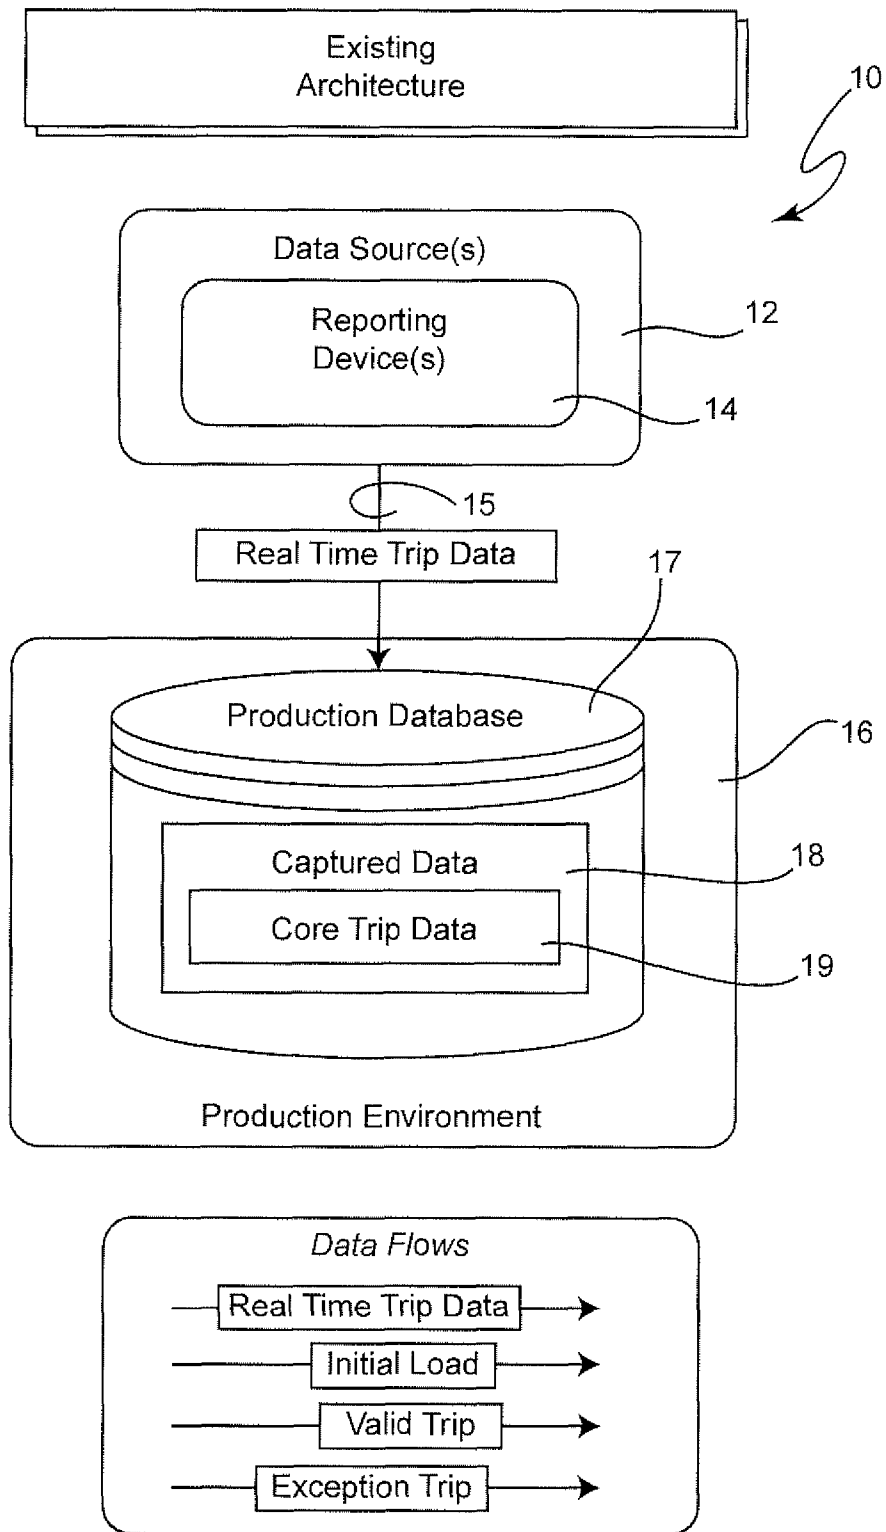 Existing
Architecture
10
Data Source(s)
Reporting
Device(s)
12
14
15
Real Time Trip Data
17
Production Database
16
Captured Data
18
Core Trip Data
19
Production Environment
Data Flows
Real Time Trip Data
Initial Load
Valid Trip
Exception Trip